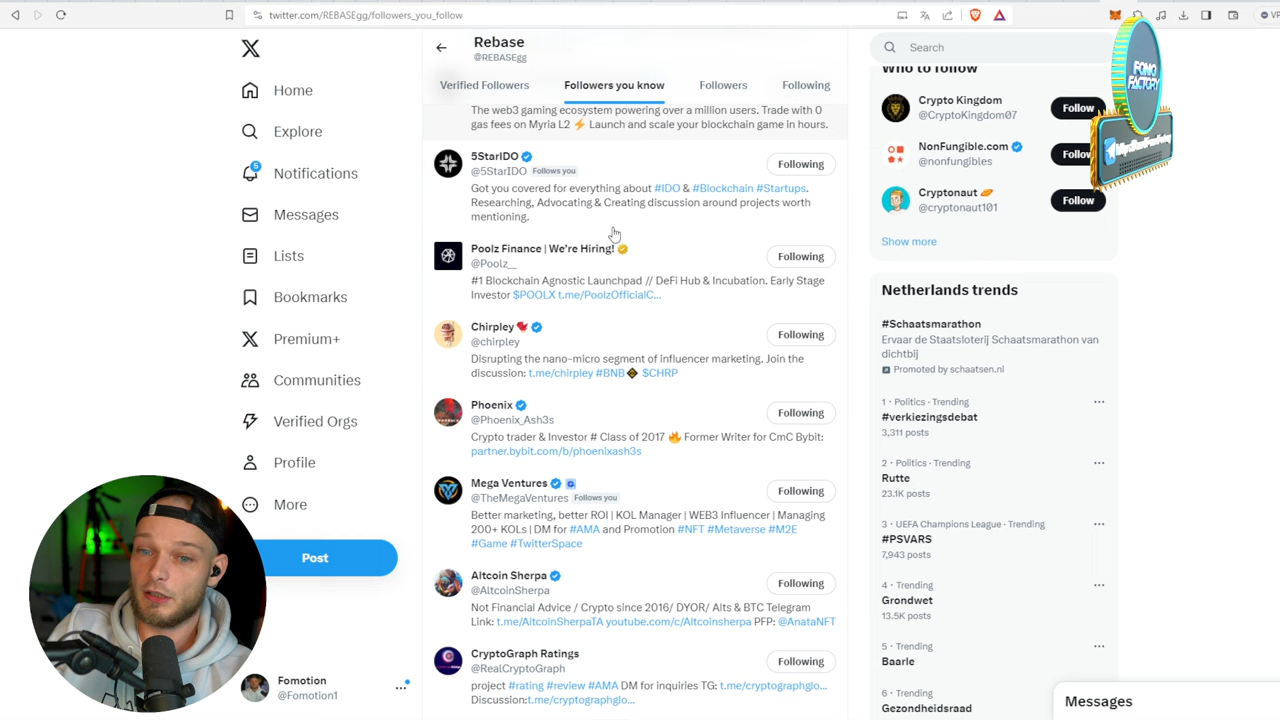 twitter.com/REBASEgg/followers_you_follow
VP
Home
Explore
5
Notifications
Messages
Lists
Bookmarks
Premium+
Communities
Verified Orgs
Profile
More
Post
Fomotion
@Fomotion1
Rebase
@REBASEgg
Verified Followers
Followers you know
Followers
Following
The web3 gaming ecosystem powering over a million users. Trade with 0
gas fees on Myria L2 ⚡ Launch and scale your blockchain game in hours.
5StarIDO
@5StarIDO Follows you
Following
Got you covered for everything about #IDO & #Blockchain #Startups.
Researching, Advocating & Creating discussion around projects worth
mentioning.
Poolz Finance | We're Hiring!
@Poolz__
Following
#1 Blockchain Agnostic Launchpad // DeFi Hub & Incubation. Early Stage
Investor $POOLX t.me/PoolzOfficialC...
Chirpley
@chirpley
Following
Disrupting the nano-micro segment of influencer marketing. Join the
discussion: t.me/chirpley #BNB $CHRP
Phoenix
@Phoenix_Ash3s
Following
Crypto trader & Investor # Class of 2017 🔥 Former Writer for CmC Bybit:
partner.bybit.com/b/phoenixash3s
Mega Ventures
@TheMegaVentures Follows you
Following
Better marketing, better ROI | KOL Manager | WEB3 Influencer | Managing
200+ KOLs | DM for #AMA and Promotion #NFT #Metaverse #M2E
#Game #TwitterSpace
Altcoin Sherpa
@AltcoinSherpa
Following
Not Financial Advice / Crypto since 2016/ DYOR/ Alts & BTC Telegram
Link: t.me/AltcoinSherpaTA youtube.com/c/Altcoinsherpa PFP: @AnataNFT
CryptoGraph Ratings
@RealCryptoGraph
Following
project #rating #review #AMA DM for inquiries TG: t.me/cryptographglo...
Discussion:t.me/cryptographglo...
Search
Who to follow
Crypto Kingdom
@CryptoKingdom07
Follow
NonFungible.com
@nonfungibles
Follow
Cryptonaut
@cryptonaut101
Follow
Show more
FOMO
FACTORY
Netherlands trends
#Schaatsmarathon
Ervaar de Staatsloterij Schaatsmarathon van
dichtbij
Promoted by schaatsen.nl
1 · Politics · Trending
#verkiezingsdebat
3,311 posts
2 · Politics · Trending
Rutte
23.1K posts
3 · UEFA Champions League · Trending
#PSVARS
7,943 posts
4 · Trending
Grondwet
13.5K posts
5 · Trending
Baarle
6 · Trending
Gezondheidsraad
Messages